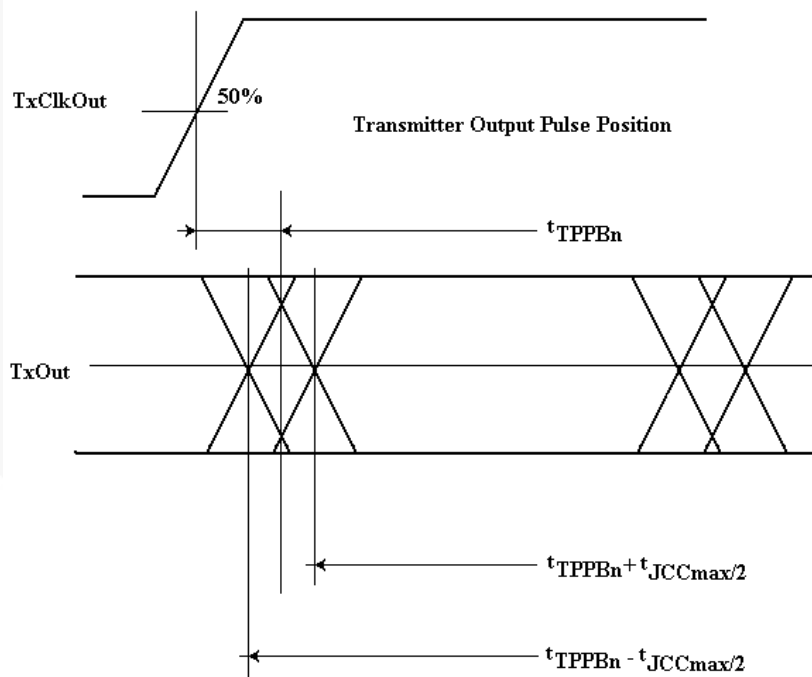 TxClkOut
50%
Transmitter Output Pulse Position
tTPPBn
TxOut
tTPPBn + tJCCmax/2
tTPPBn - tJCCmax/2